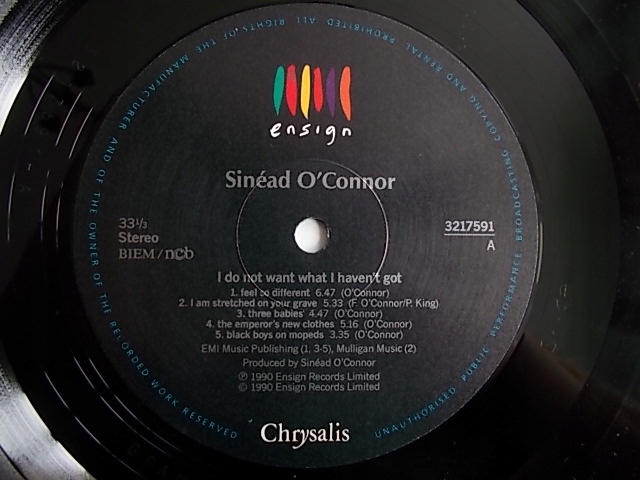 ensign
Sinéad O'Connor
33⅓
Stereo
BIEM/ncb
3217591
A
I do not want what I haven't got
1. feel so different 6.47 (O'Connor)
2. I am stretched on your grave 5.33 (F. O'Connor/P. King)
3. three babies 4.47 (O'Connor)
4. the emperor's new clothes 5.16 (O'Connor)
5. black boys on mopeds 3.35 (O'Connor)
EMI Music Publishing (1, 3-5), Mulligan Music (2)
Produced by Sinéad O'Connor
℗ 1990 Ensign Records Limited
© 1990 Ensign Records Limited
Chrysalis
ALL RIGHTS OF THE MANUFACTURER AND OF THE OWNER OF THE RECORDED WORK RESERVED UNAUTHORISED PUBLIC PERFORMANCE BROADCASTING COPYING AND RENTAL PROHIBITED